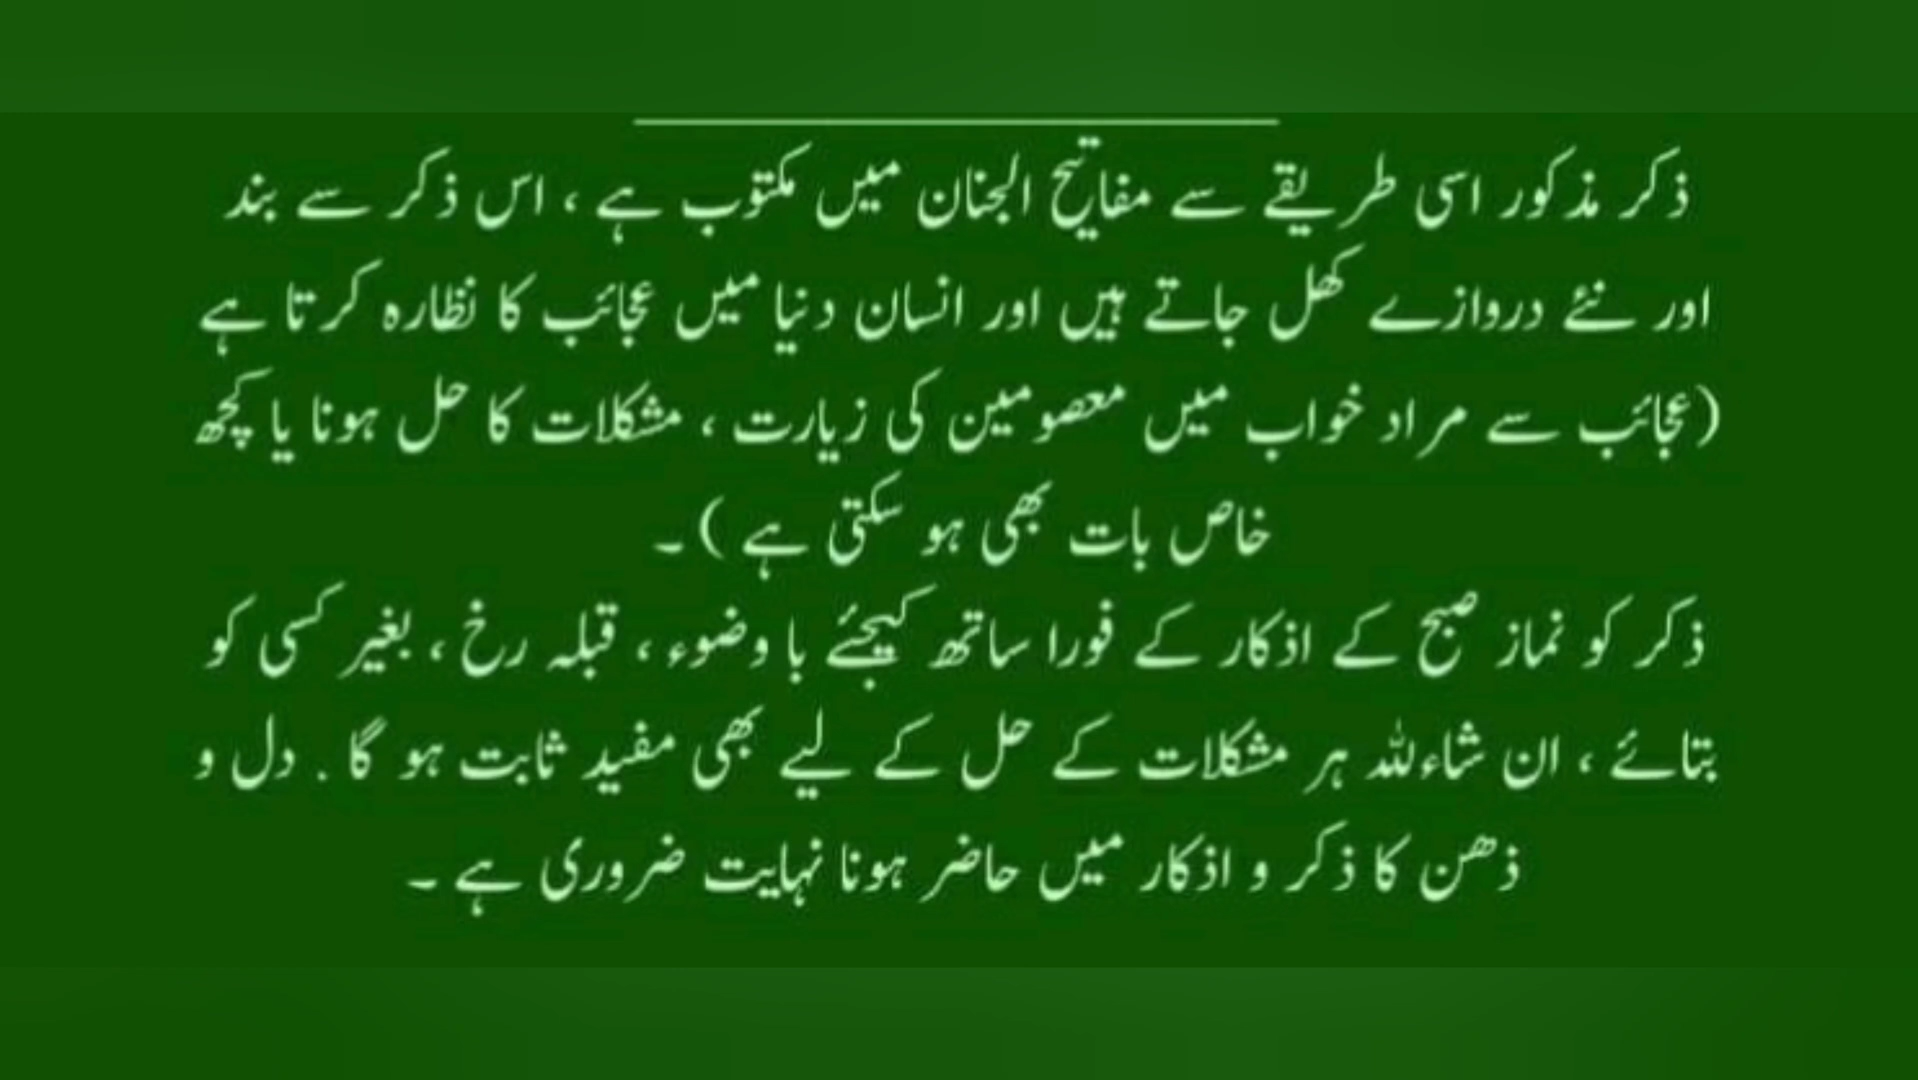 ذکر مذکور اسی طریقے سے مفاتیح الجنان میں مکتوب ہے ، اس ذکر سے بند
اور نئے دروازے کھل جاتے ہیں اور انسان دنیا میں عجائب کا نظارہ کرتا ہے
(عجائب سے مراد خواب میں معصومین کی زیارت ، مشکلات کا حل ہونا یا کچھ
خاص بات بھی ہو سکتی ہے ) ۔
ذکر کو نماز صبح کے اذکار کے فورا ساتھ کیجئے با وضوء ، قبلہ رخ ، بغیر کسی کو
بتائے ، ان شاءللہ ہر مشکلات کے حل کے لیے بھی مفید ثابت ہو گا . دل و
ذھن کا ذکر و اذکار میں حاضر ہونا نہایت ضروری ہے ۔